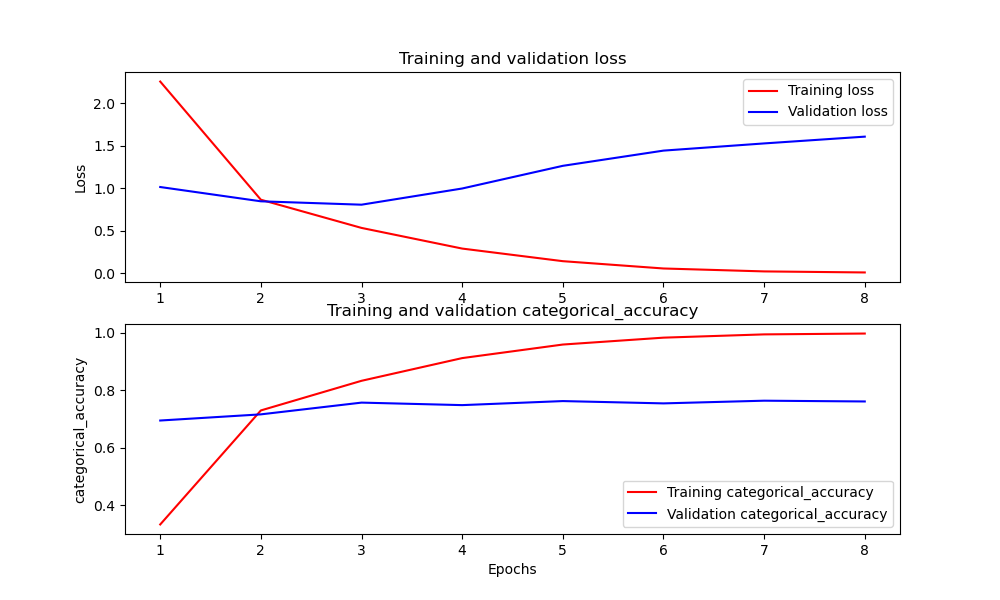 Training and validation loss
Loss
2.0
1.5
1.0
0.5
0.0
Training loss
Validation loss
1 2 3 4 5 6 7 8
Training and validation categorical_accuracy
categorical_accuracy
1.0
0.8
0.6
0.4
Training categorical_accuracy
Validation categorical_accuracy
1 2 3 4 5 6 7 8
Epochs